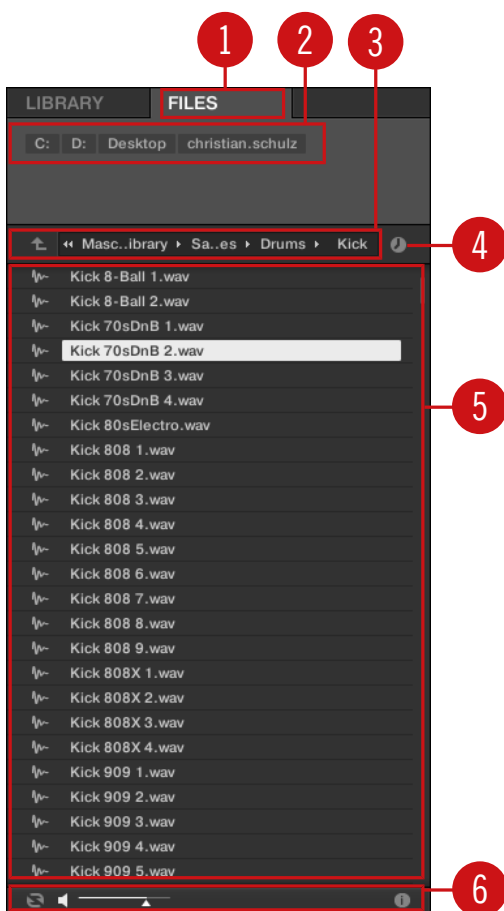 1 2 3
LIBRARY FILES
C: D: Desktop christian.schulz
Masc..ibrary Sa..es Drums Kick
4
Kick 8-Ball 1.wav
Kick 8-Ball 2.wav
Kick 70sDnB 1.wav
Kick 70sDnB 2.wav
Kick 70sDnB 3.wav
Kick 70sDnB 4.wav
5
Kick 80sElectro.wav
Kick 808 1.wav
Kick 808 2.wav
Kick 808 3.wav
Kick 808 4.wav
Kick 808 5.wav
Kick 808 6.wav
Kick 808 7.wav
Kick 808 8.wav
Kick 808 9.wav
Kick 808X 1.wav
Kick 808X 2.wav
Kick 808X 3.wav
Kick 808X 4.wav
Kick 909 1.wav
Kick 909 2.wav
Kick 909 3.wav
Kick 909 4.wav
Kick 909 5.wav
6